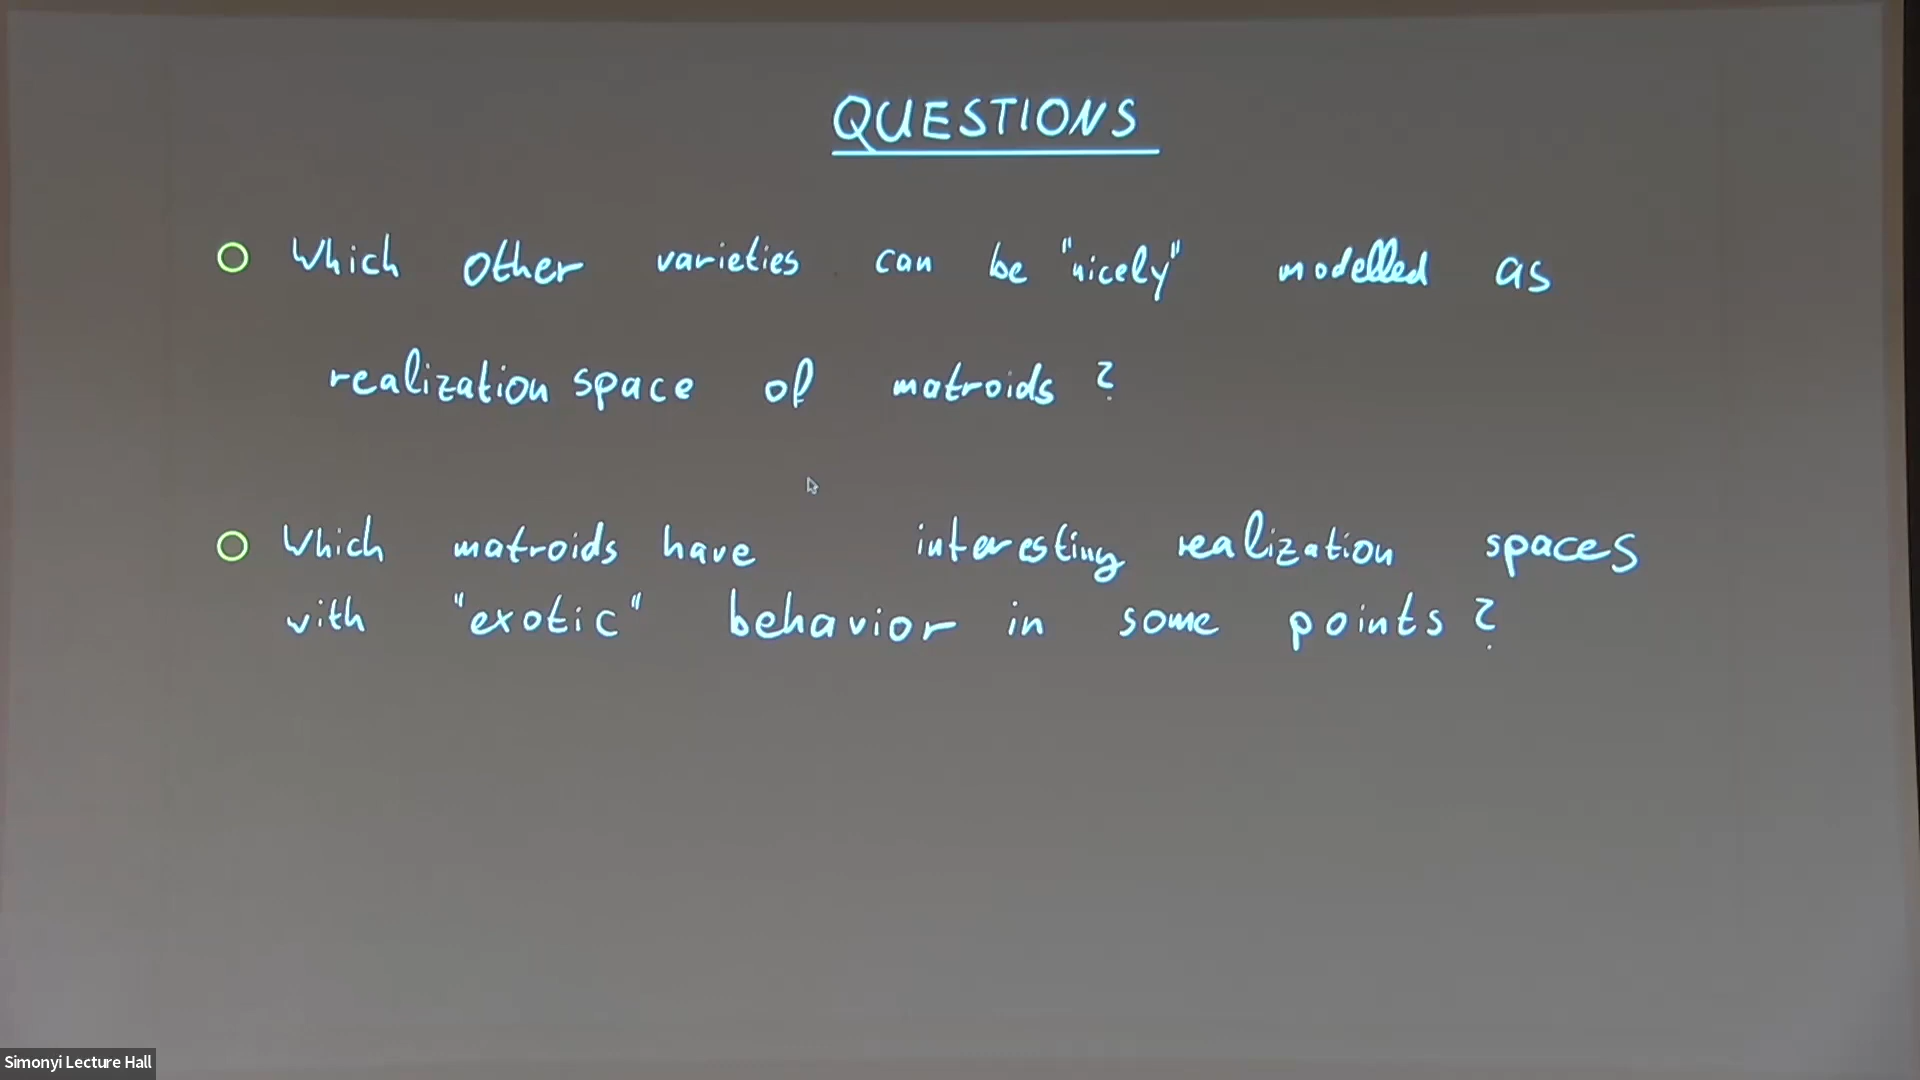 QUESTIONS
Which other varieties can be "nicely" modelled as
realization space of matroids ?
Which matroids have interesting realization spaces
with "exotic" behavior in some points ?
Simonyi Lecture Hall